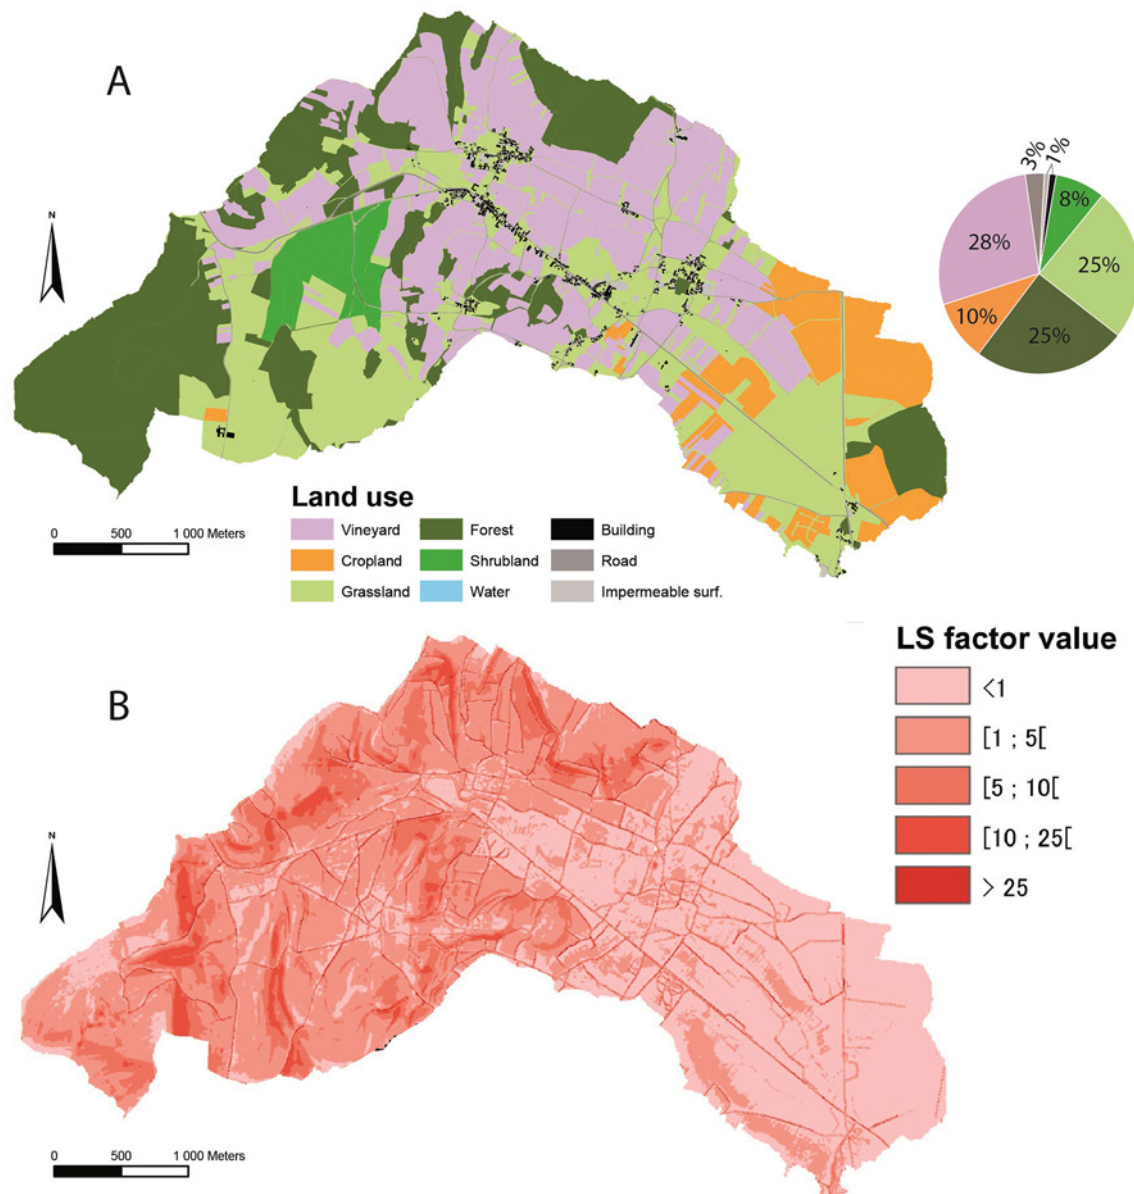 A
N
3%
1%
8%
28%
25%
10%
25%
Land use
Vineyard
Forest
Building
Cropland
Shrubland
Road
Grassland
Water
Impermeable surf.
0 500 1 000 Meters
LS factor value
<1
[1 ; 5[
[5 ; 10[
[10 ; 25[
> 25
B
N
0 500 1 000 Meters